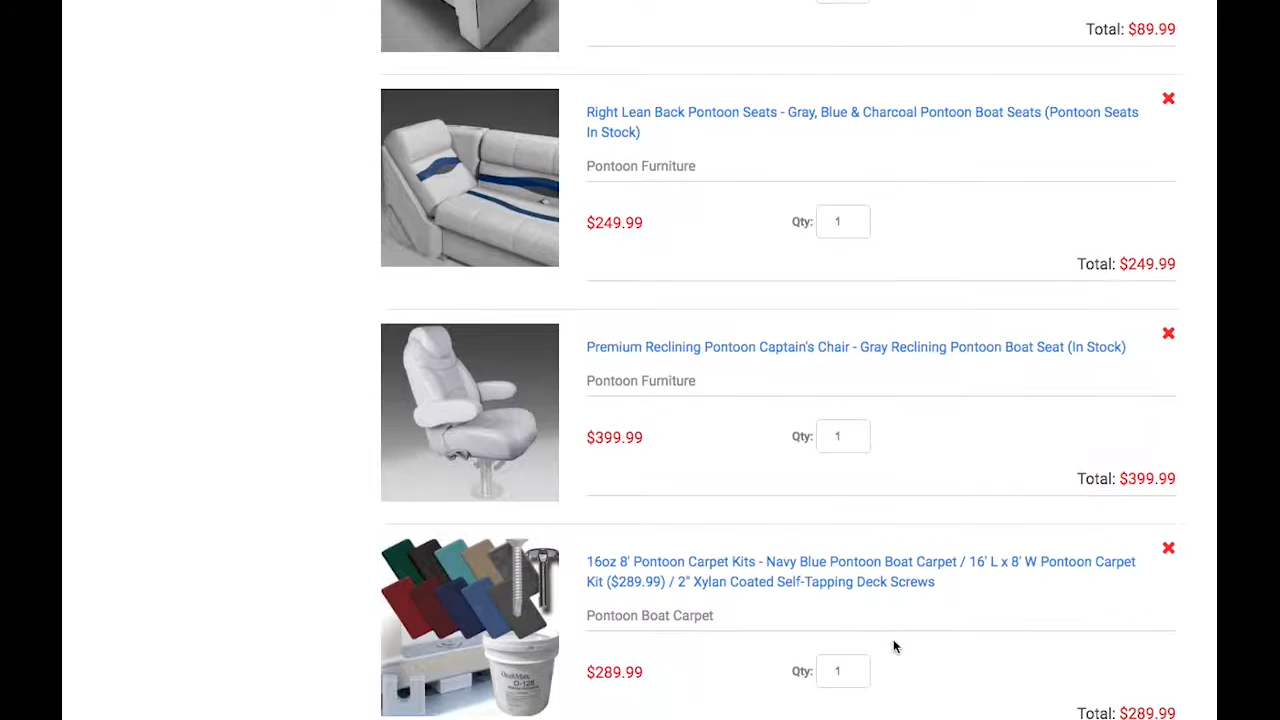 Total: $89.99
Right Lean Back Pontoon Seats - Gray, Blue & Charcoal Pontoon Boat Seats (Pontoon Seats
In Stock)
Pontoon Furniture
$249.99 Qty: 1
Total: $249.99
Premium Reclining Pontoon Captain's Chair - Gray Reclining Pontoon Boat Seat (In Stock)
Pontoon Furniture
$399.99 Qty: 1
Total: $399.99
16oz 8' Pontoon Carpet Kits - Navy Blue Pontoon Boat Carpet / 16' L x 8' W Pontoon Carpet
Kit ($289.99) / 2" Xylan Coated Self-Tapping Deck Screws
Pontoon Boat Carpet
$289.99 Qty: 1
Total: $289.99